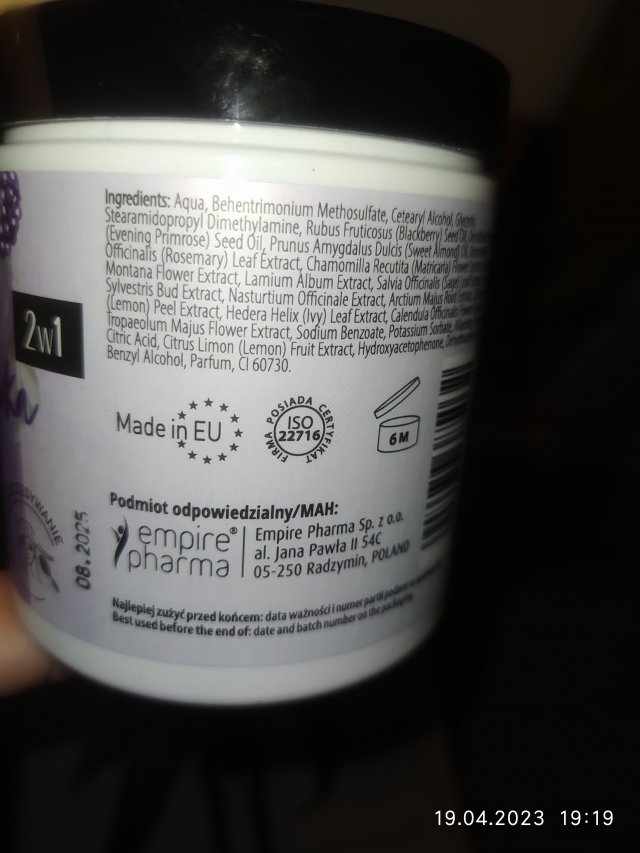 Ingredients: Aqua, Behentrimonium Methosulfate, Cetearyl Alcohol, Glycerin,
Stearamidopropyl Dimethylamine, Rubus Fruticosus (Blackberry) Seed Oil,
(Evening Primrose) Seed Oil, Prunus Amygdalus Dulcis (Sweet Almond) Oil,
Officinalis (Rosemary) Leaf Extract, Chamomilla Recutita (Matricaria) Flower
Montana Flower Extract, Lamium Album Extract, Salvia Officinalis (Sage)
Sylvestris Bud Extract, Nasturtium Officinale Extract, Arctium Majus Root
(Lemon) Peel Extract, Hedera Helix (Ivy) Leaf Extract, Calendula Officinalis
Tropaeolum Majus Flower Extract, Sodium Benzoate, Potassium Sorbate,
Citric Acid, Citrus Limon (Lemon) Fruit Extract, Hydroxyacetophenone,
Benzyl Alcohol, Parfum, CI 60730.
2w1
Made in EU
FIRMA POSIADA CERTYFIKAT
ISO
22716
6 M
Podmiot odpowiedzialny/MAH:
empire®
pharma
Empire Pharma Sp. z o.o.
al. Jana Pawła II 54C
05-250 Radzymin, POLAND
08.2025
Najlepiej zużyć przed końcem: data ważności i numer partii
Best used before the end of: date and batch number on the packaging.
19.04.2023 19:19